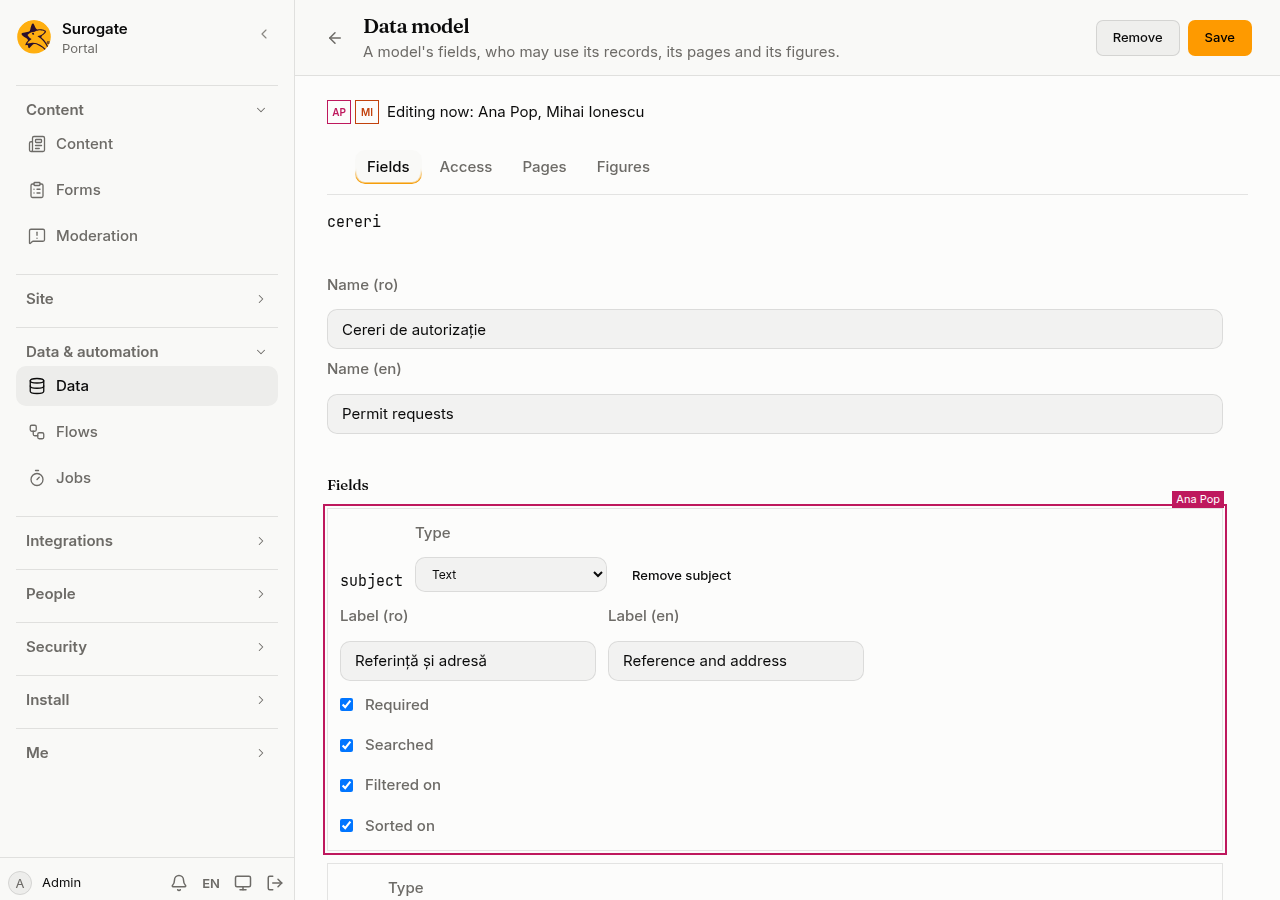 Surogate
Portal
Content
Content
Forms
Moderation
Site
Data & automation
Data
Flows
Jobs
Integrations
People
Security
Install
Me
A
Admin
EN
Data model
A model's fields, who may use its records, its pages and its figures.
Remove
Save
AP
MI
Editing now: Ana Pop, Mihai Ionescu
Fields
Access
Pages
Figures
cereri
Name (ro)
Cereri de autorizație
Name (en)
Permit requests
Fields
Ana Pop
Type
subject
Text
Remove subject
Label (ro)
Label (en)
Referință și adresă
Reference and address
Required
Searched
Filtered on
Sorted on
Type